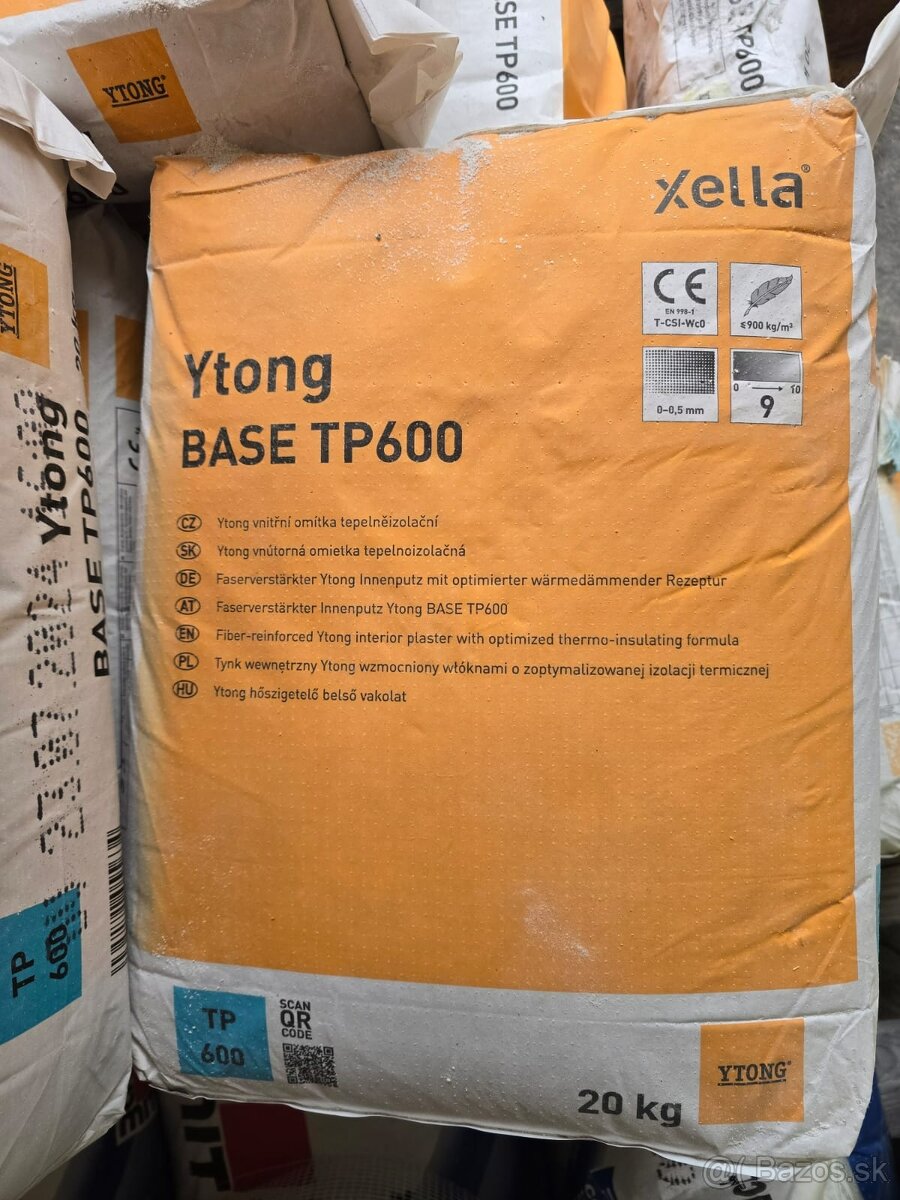 YTONG®
BASE TP600
SE TP600
xella®
CE
EN 998-1
T-CSI-Wc0
≤900 kg/m³
0-0,5 mm
0 → 10
9
Ytong
BASE TP600
CZ Ytong vnitřní omítka tepelněizolační
SK Ytong vnútorná omietka tepelnoizolačná
DE Faserverstärkter Ytong Innenputz mit optimierter wärmedämmender Rezeptur
AT Faserverstärkter Innenputz Ytong BASE TP600
EN Fiber-reinforced Ytong interior plaster with optimized thermo-insulating formula
PL Tynk wewnętrzny Ytong wzmocniony włóknami o zoptymalizowanej izolacji termicznej
HU Ytong hőszigetelő belső vakolat
TP
600
SCAN
QR
CODE
20 kg
YTONG®
YTONG
Ytong
BASE TP600
TP
600
Bazos.sk